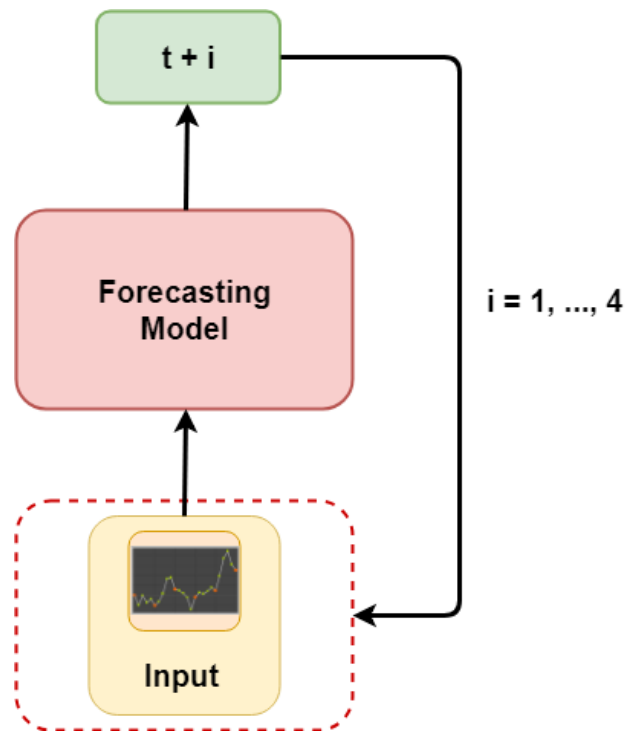 t + i
Forecasting
Model
i = 1, ..., 4
Input